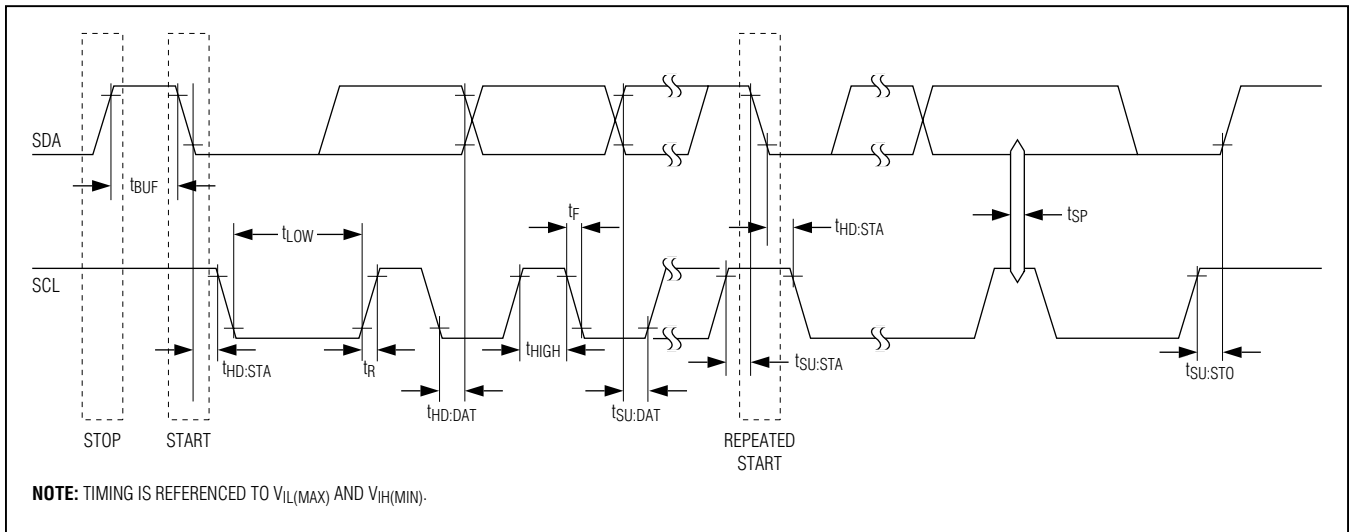 SDA
tBUF
tLOW
tF
tHD:STA
tSP
SCL
tHD:STA
tR
tHD:DAT
tHIGH
tSU:DAT
tSU:STA
tSU:STO
STOP
START
REPEATED
START
NOTE: TIMING IS REFERENCED TO VIL(MAX) AND VIH(MIN).